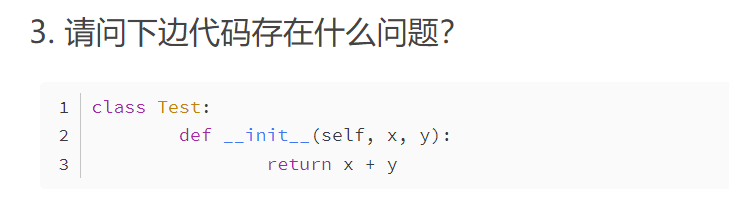 3. 请问下边代码存在什么问题？
1 class Test:
2         def __init__(self, x, y):
3                 return x + y